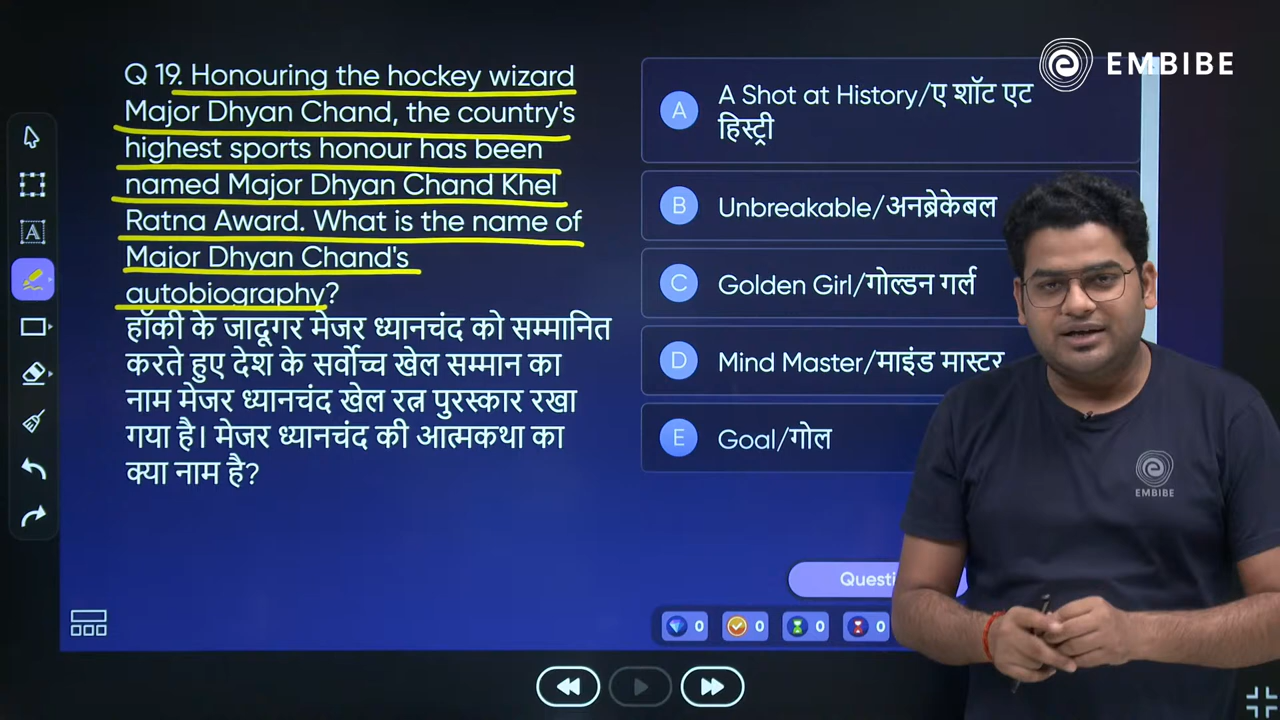 EMBIBE
Q 19. Honouring the hockey wizard
Major Dhyan Chand, the country's
highest sports honour has been
named Major Dhyan Chand Khel
Ratna Award. What is the name of
Major Dhyan Chand's
autobiography?
हॉकी के जादूगर मेजर ध्यानचंद को सम्मानित
करते हुए देश के सर्वोच्च खेल सम्मान का
नाम मेजर ध्यानचंद खेल रत्न पुरस्कार रखा
गया है। मेजर ध्यानचंद की आत्मकथा का
क्या नाम है?
A A Shot at History/ए शॉट एट
हिस्ट्री
B Unbreakable/अनब्रेकेबल
C Golden Girl/गोल्डन गर्ल
D Mind Master/माइंड मास्टर
E Goal/गोल
A
EMBIBE
Questi
0 0 0 0